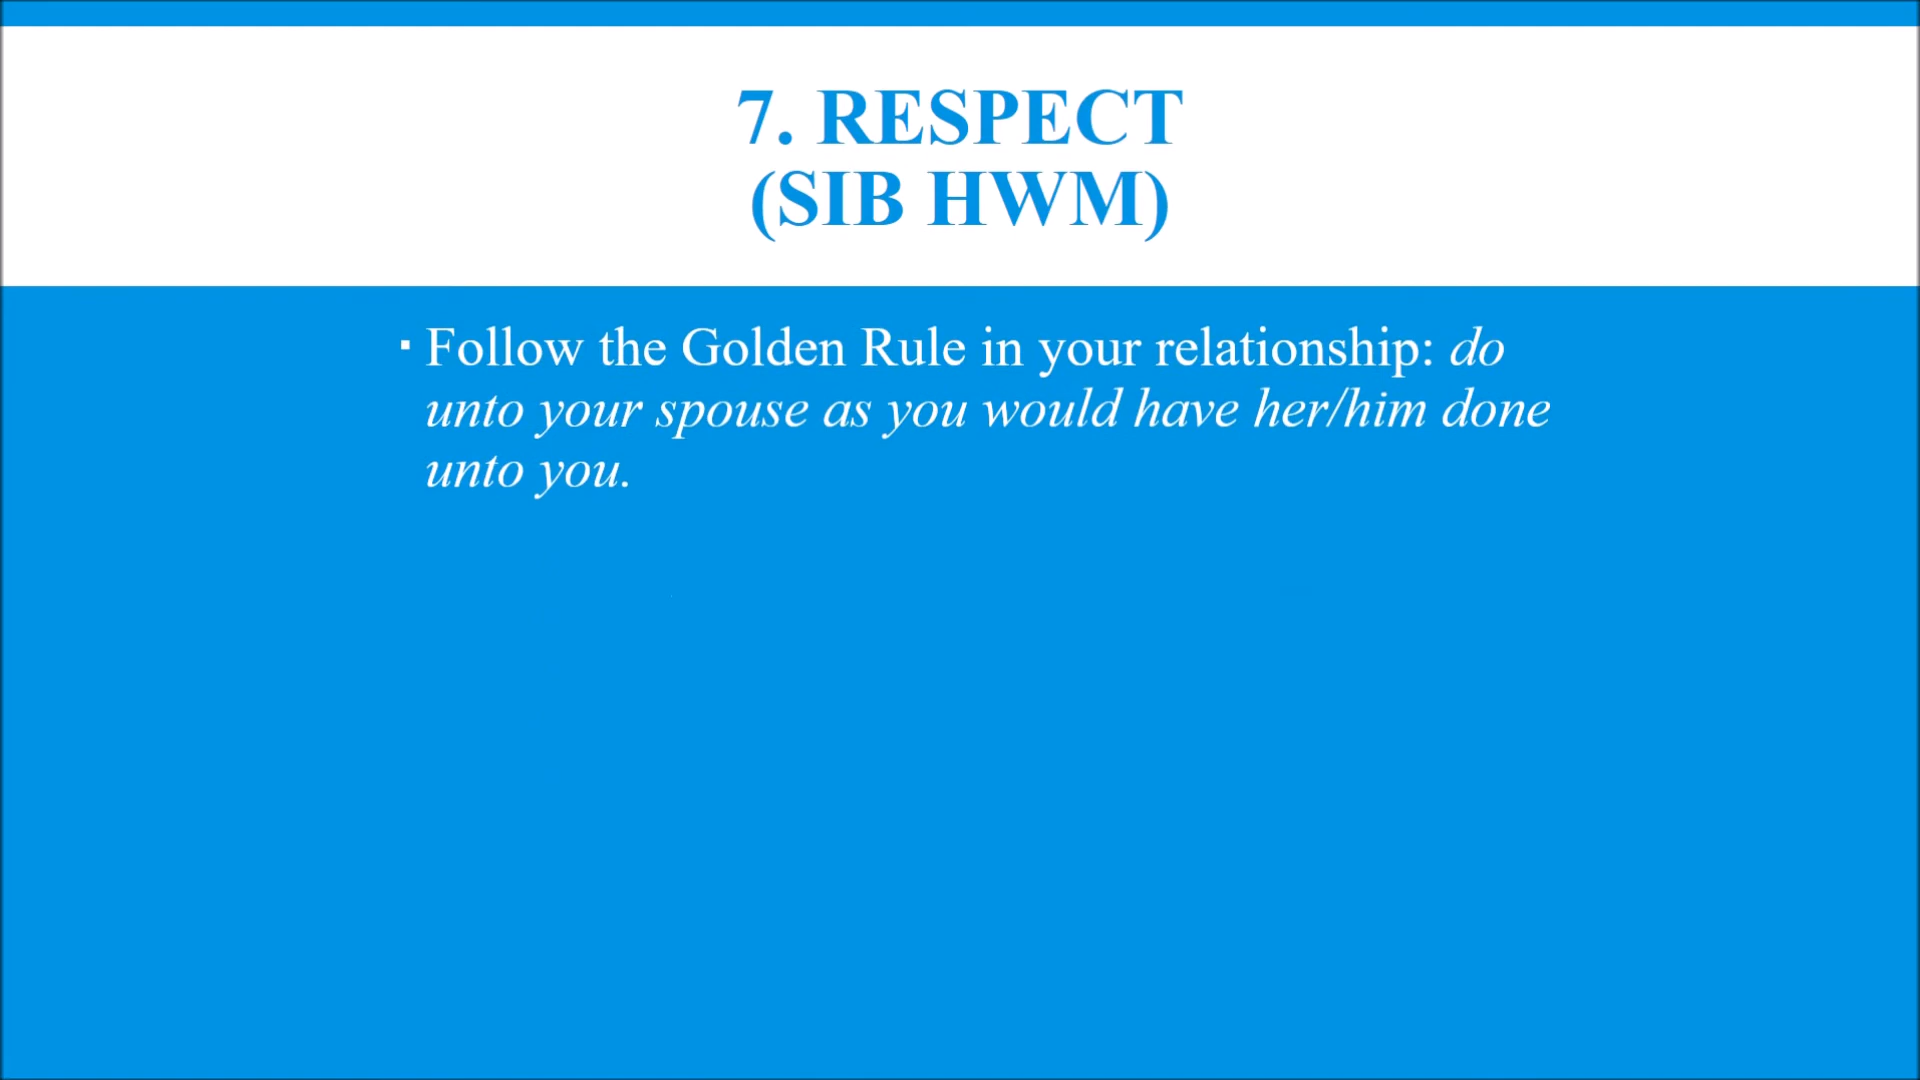 7. RESPECT
(SIB HWM)
▪ Follow the Golden Rule in your relationship: do
unto your spouse as you would have her/him done
unto you.